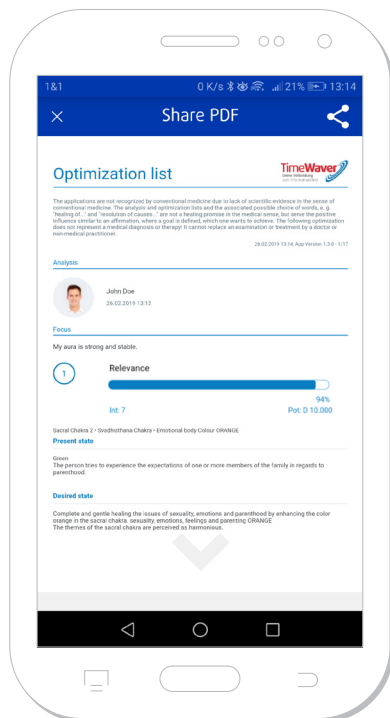 1&1 0 K/s 21% 13:14
Share PDF
Optimization list
TimeWaver
The applications are not recognized by conventional medicine due to lack of scientific evidence in the sense of
conventional medicine. The analysis and optimization lists and the associated possible choice of words, e. g.
"healing of..." and "resolution of causes..." are not a healing promise in the medical sense, but serve the positive
influence similar to an affirmation, where a goal is defined, which one wants to achieve. The following optimization
does not represent a medical diagnosis or therapy! It cannot replace an examination or treatment by a doctor or
non-medical practitioner.
26.02.2019 13:14, App Version 1.3.0 - 1/17
Analysis
John Doe
26.02.2019 13:12
Focus
My aura is strong and stable.
1 Relevance
94%
Int: 7 Pot: D 10.000
Sacral Chakra 2 • Svadhisthana Chakra • Emotional body Colour ORANGE
Present state
Green
The person tries to experience the expectations of one or more members of the family in regards to
parenthood.
Desired state
Complete and gentle healing the issues of sexuality, emotions and parenthood by enhancing the color
orange in the sacral chakra. sexuality, emotions, feelings and parenting ORANGE
The themes of the sacral chakra are perceived as harmonious.